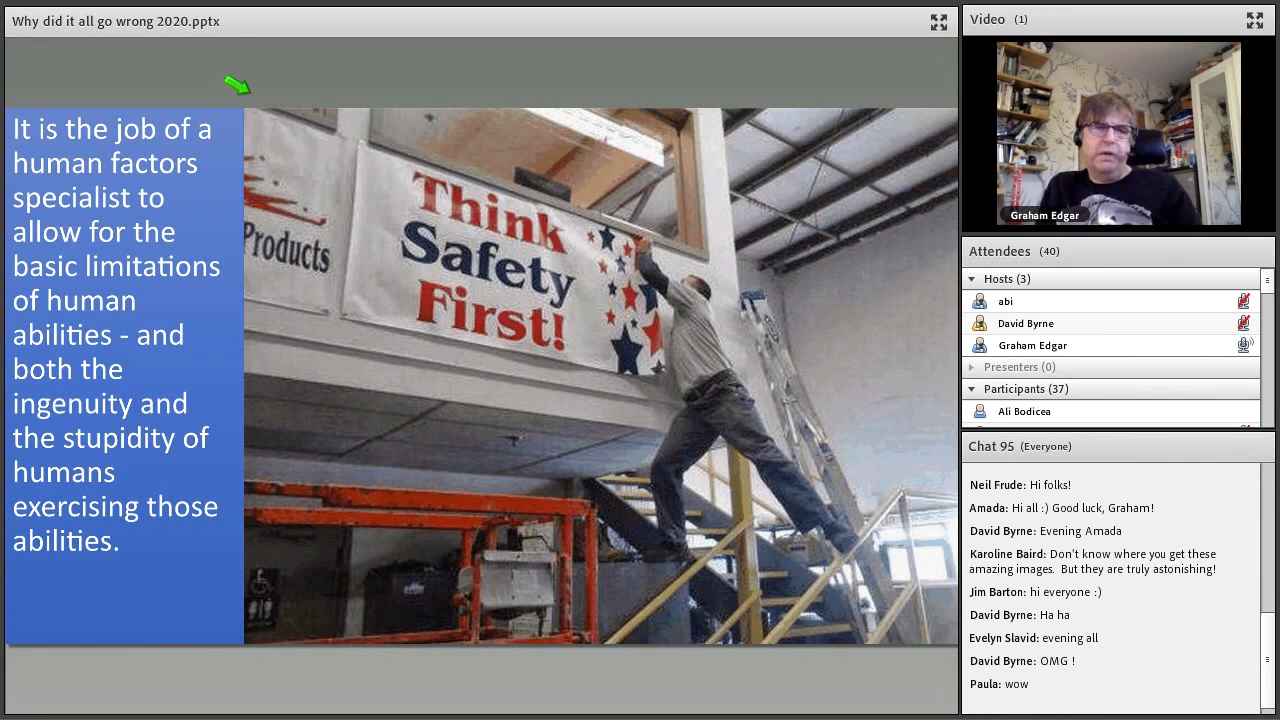 Why did it all go wrong 2020.pptx
It is the job of a
human factors
specialist to
allow for the
basic limitations
of human
abilities - and
both the
ingenuity and
the stupidity of
humans
exercising those
abilities.
Products
Think
Safety
First!
Video (1)
Graham Edgar
Attendees (40)
Hosts (3)
abi
David Byrne
Graham Edgar
Presenters (0)
Participants (37)
Ali Bodicea
Chat 95 (Everyone)
Neil Frude: Hi folks!
Amada: Hi all :) Good luck, Graham!
David Byrne: Evening Amada
Karoline Baird: Don't know where you get these
amazing images. But they are truly astonishing!
Jim Barton: hi everyone :)
David Byrne: Ha ha
Evelyn Slavid: evening all
David Byrne: OMG !
Paula: wow